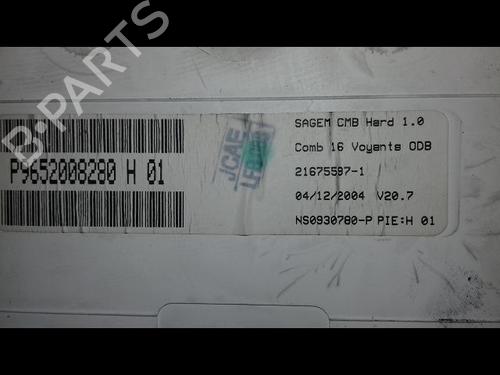 B-PARTS
P9652008280 H 01
JCAE
SAGEM CMB Hard 1.0
Comb 16 Voyants ODB
21675597-1
04/12/2004 V20.7
NS0930780-P PIE:H 01